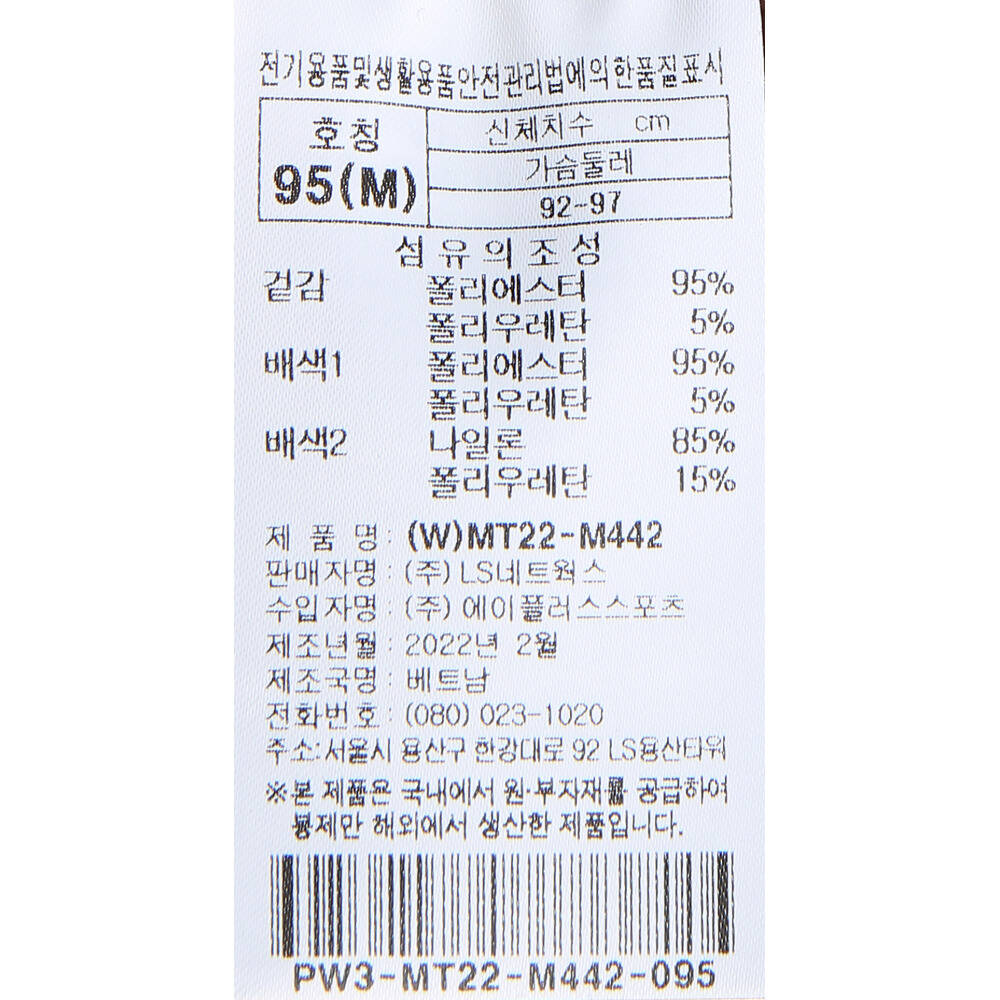 전기용품및생활용품안전관리법에의한품질표시
호칭
95(M)
신체치수 cm
가슴둘레
92-97
섬유의조성
겉감 폴리에스터 95%
폴리우레탄 5%
배색1 폴리에스터 95%
폴리우레탄 5%
배색2 나일론 85%
폴리우레탄 15%
제 품 명: (W)MT22-M442
판매자명: (주) LS네트웍스
수입자명: (주) 에이플러스스포츠
제조년월: 2022년 2월
제조국명: 베트남
전화번호: (080) 023-1020
주소:서울시 용산구 한강대로 92 LS용산타워
※본 제품은 국내에서 원·부자재를 공급하여
봉제만 해외에서 생산한 제품입니다.
PW3-MT22-M442-095